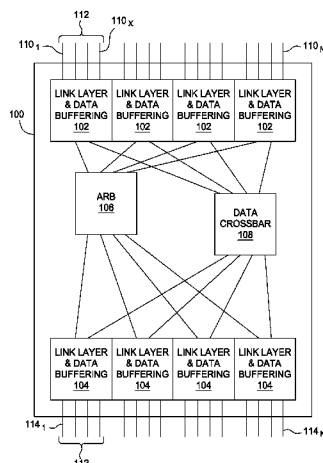 112
110₁ 110ₓ 110ₙ
100
LINK LAYER & DATA BUFFERING 102
LINK LAYER & DATA BUFFERING 102
LINK LAYER & DATA BUFFERING 102
LINK LAYER & DATA BUFFERING 102
ARB 106
DATA CROSSBAR 108
LINK LAYER & DATA BUFFERING 104
LINK LAYER & DATA BUFFERING 104
LINK LAYER & DATA BUFFERING 104
LINK LAYER & DATA BUFFERING 104
114₁